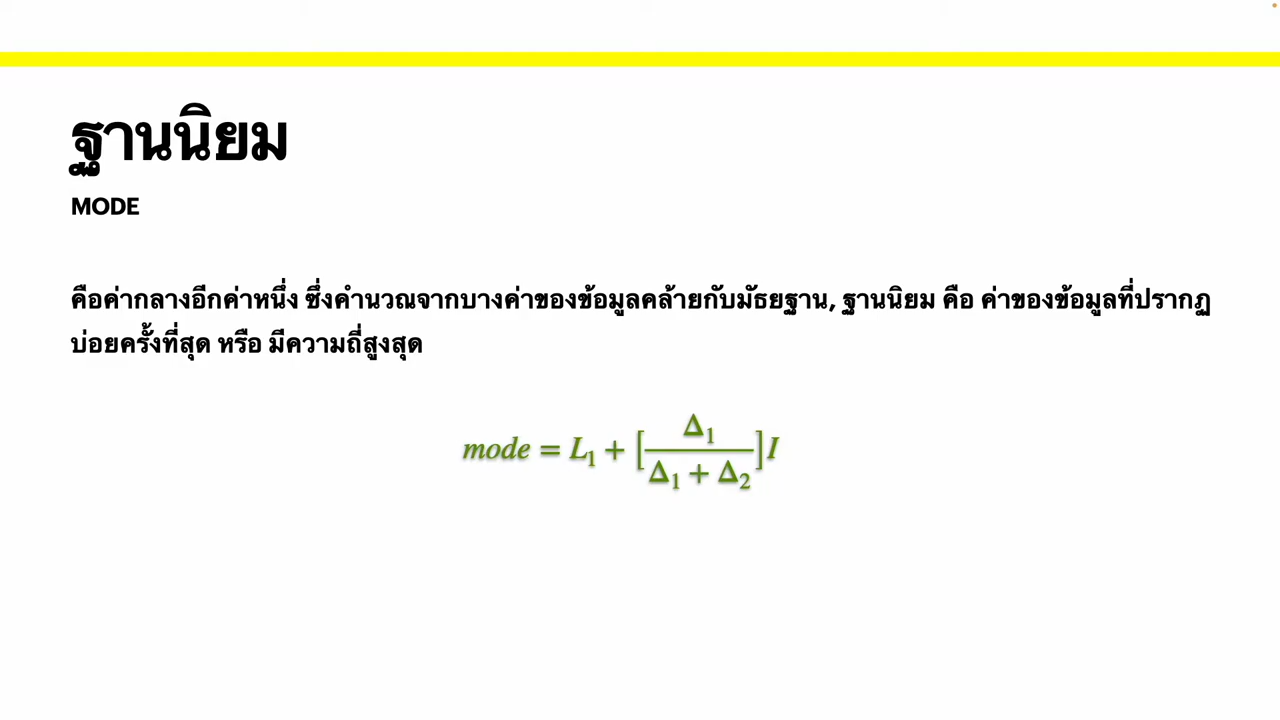 ฐานนิยม
MODE
คือค่ากลางอีกค่าหนึ่ง ซึ่งคำนวณจากบางค่าของข้อมูลคล้ายกับมัธยฐาน, ฐานนิยม คือ ค่าของข้อมูลที่ปรากฏ
บ่อยครั้งที่สุด หรือ มีความถี่สูงสุด
mode = L₁ + [Δ₁ / (Δ₁ + Δ₂)]I